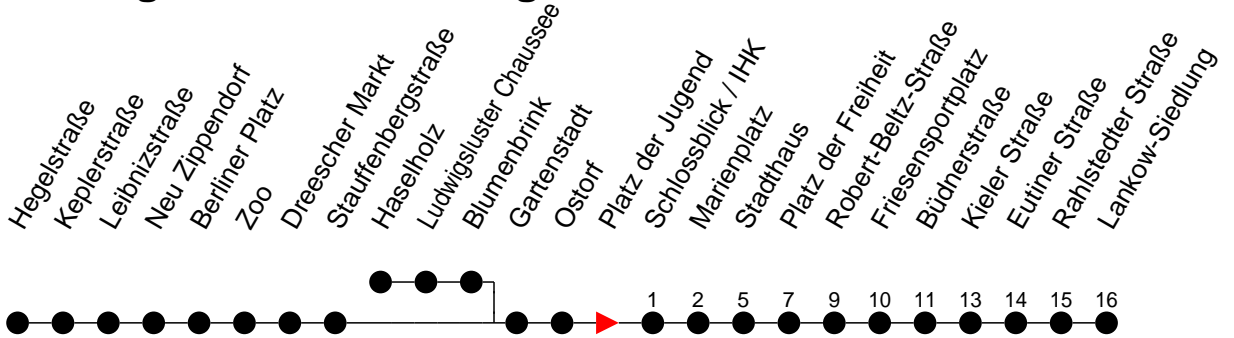 Hegelstraße
Keplerstraße
Leibnizstraße
Neu Zippendorf
Berliner Platz
Zoo
Dreescher Markt
Stauffenbergstraße
Haselholz
Ludwigsluster Chaussee
Blumenbrink
Gartenstadt
Ostorf
Platz der Jugend
Schlossblick / IHK
Marienplatz
Stadthaus
Platz der Freiheit
Robert-Beltz-Straße
Friesensportplatz
Büdnerstraße
Kieler Straße
Eutiner Straße
Rahlstedter Straße
Lankow-Siedlung
1 2 5 7 9 10 11 13 14 15 16